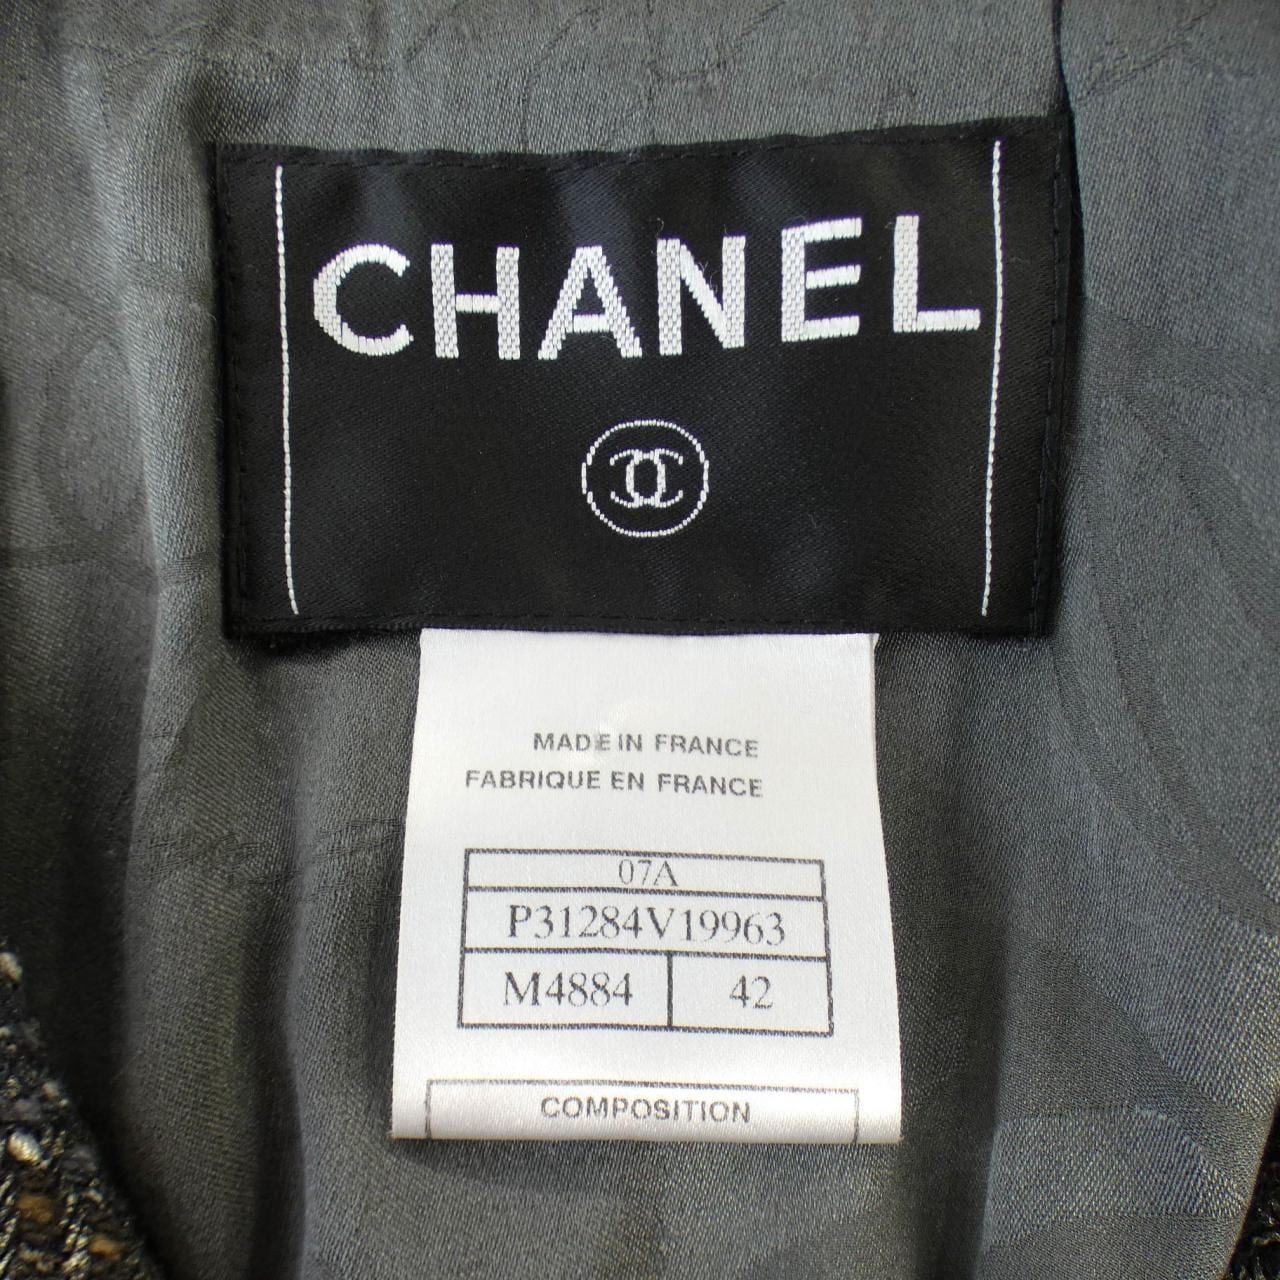 CHANEL
MADE IN FRANCE
FABRIQUE EN FRANCE
07A
P31284V19963
M4884 42
COMPOSITION